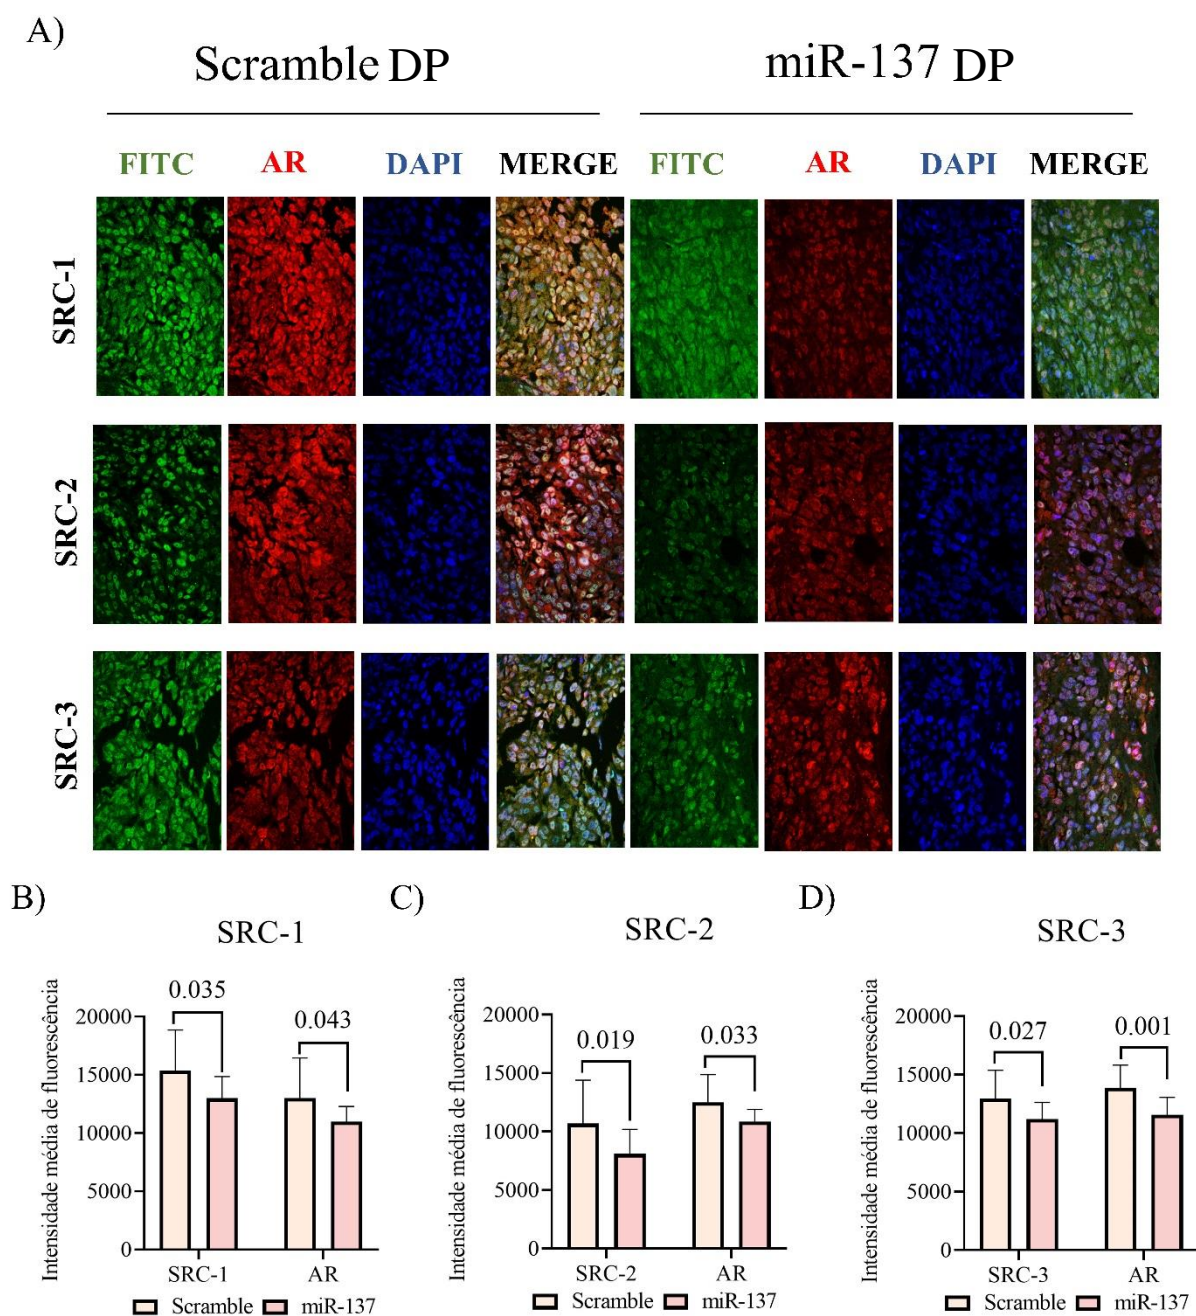 A)
Scramble DP
miR-137 DP
FITC AR DAPI MERGE FITC AR DAPI MERGE
SRC-1
SRC-2
SRC-3
B)
SRC-1
Intensidade média de fluorescência
20000
15000
10000
5000
0
0.035
0.043
SRC-1 AR
Scramble miR-137
C)
SRC-2
Intensidade média de fluorescência
20000
15000
10000
5000
0
0.019
0.033
SRC-2 AR
Scramble miR-137
D)
SRC-3
Intensidade média de fluorescência
20000
15000
10000
5000
0
0.027
0.001
SRC-3 AR
Scramble miR-137